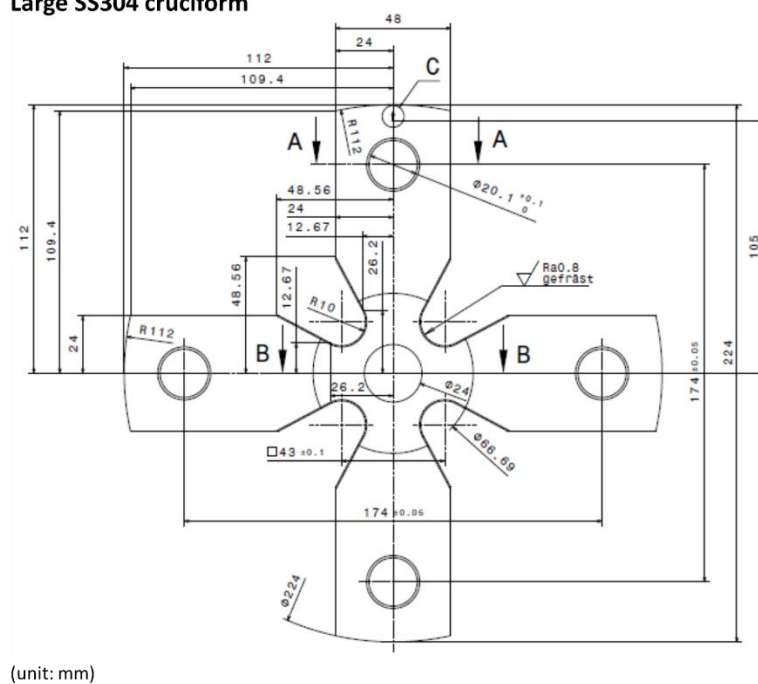 Large SS304 cruciform
48
24
112
109.4
C
A
A
R112
Ø20.1 +0.1 0
48.56
24
12.67
26.2
112
109.4
48.56
12.67
R10
Ra0.8
gefräst
105
24
R112
B
B
26.2
Ø24
174 ±0.05
224
□43 ±0.1
Ø66.69
174 ±0.05
Ø224
(unit: mm)